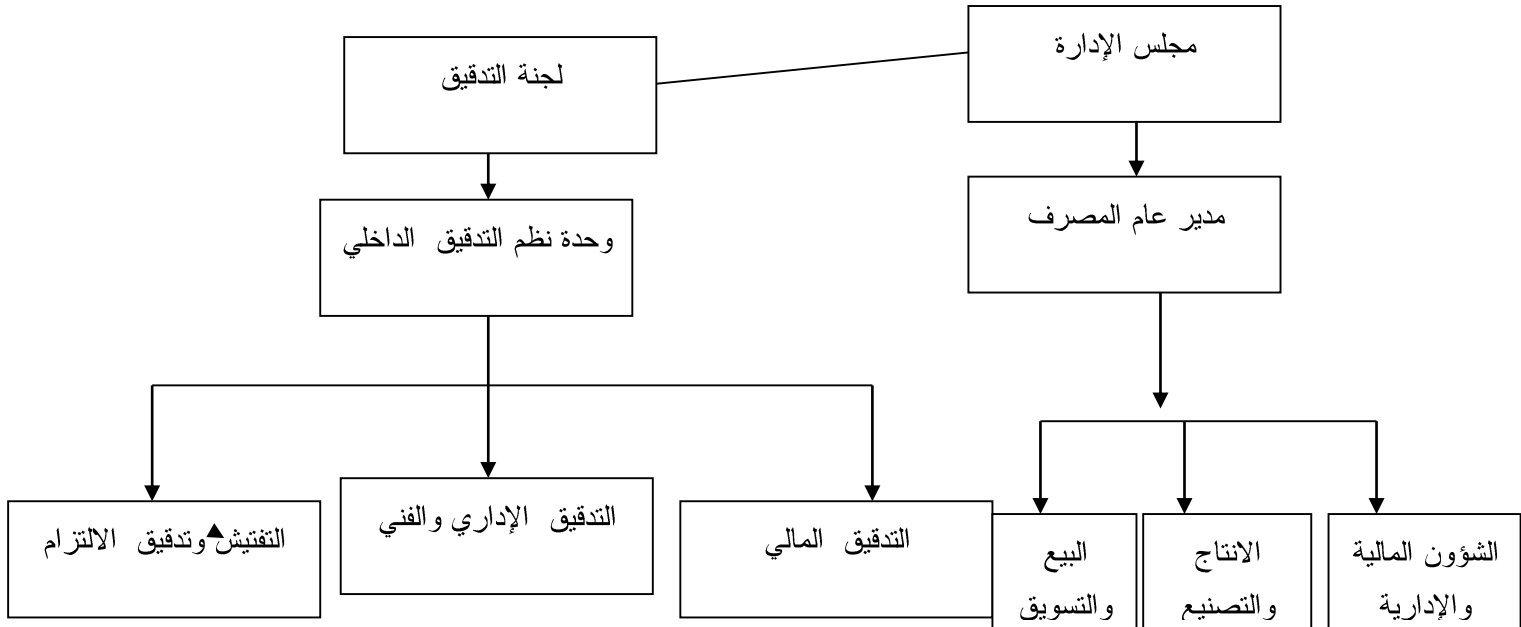 مجلس الإدارة
لجنة التدقيق
مدير عام المصرف
وحدة نظم التدقيق الداخلي
الشؤون المالية
والإدارية
الانتاج
والتصنيع
البيع
والتسويق
التدقيق المالي
التدقيق الإداري والفني
التفتيش وتدقيق الالتزام